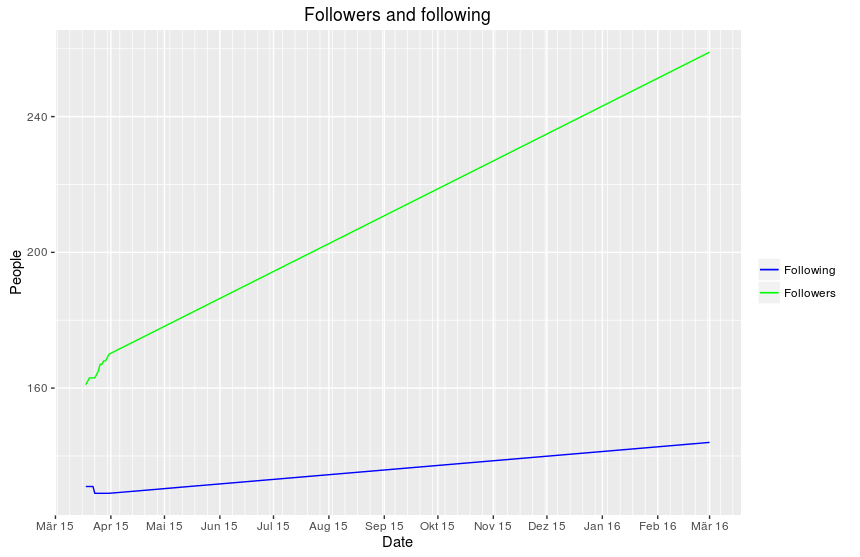 Followers and following
People
240
200
160
Following
Followers
Mär 15 Apr 15 Mai 15 Jun 15 Jul 15 Aug 15 Sep 15 Okt 15 Nov 15 Dez 15 Jan 16 Feb 16 Mär 16
Date